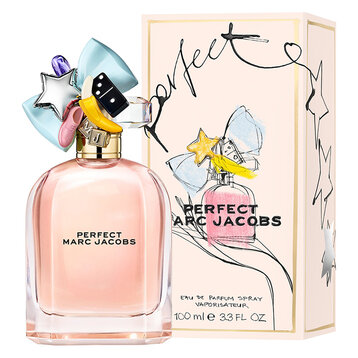 PERFECT
MARC JACOBS
perfect
PERFECT
MARC JACOBS
EAU DE PARFUM SPRAY
VAPORISATEUR
100 ml e 3.3 FL OZ